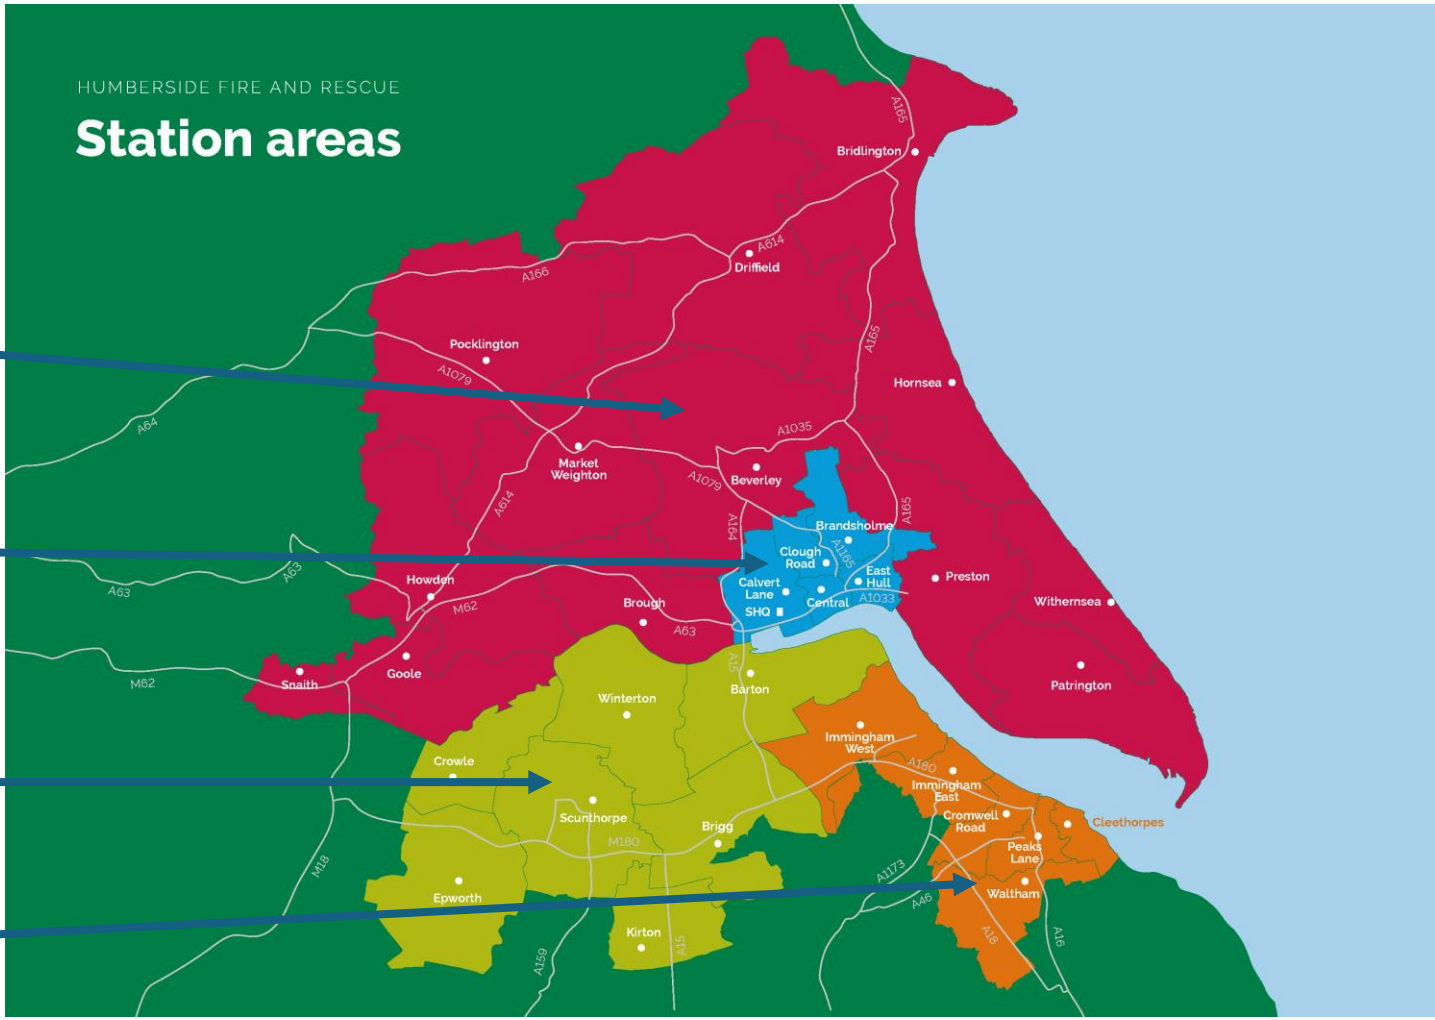 HUMBERSIDE FIRE AND RESCUE
Station areas
A165
Bridlington
A614
Driffield
A166
Pocklington
A1079
A165
Hornsea
A64
A1035
Market
Weighton
A1079
Beverley
A614
A164
A165
Brandsholme
A1165
Clough
Road
East
Hull
Calvert
Lane
Central
A1033
SHQ
Preston
Withernsea
A63
A63
Howden
M62
Brough
A63
Patrington
Goole
Snaith
M62
A15
Barton
Winterton
Immingham
West
Crowle
A180
Immingham
East
Scunthorpe
Cromwell
Road
Cleethorpes
Brigg
M180
Peaks
Lane
M18
A1173
Waltham
Epworth
A46
Kirton
A15
A18
A16
A159